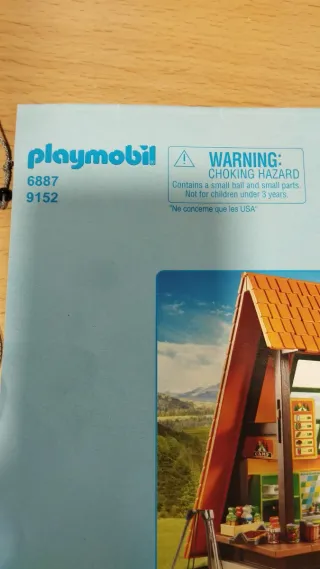 playmobil
6887
9152
WARNING:
CHOKING HAZARD
Contains a small ball and small parts.
Not for children under 3 years.
"Ne concerne que les USA"